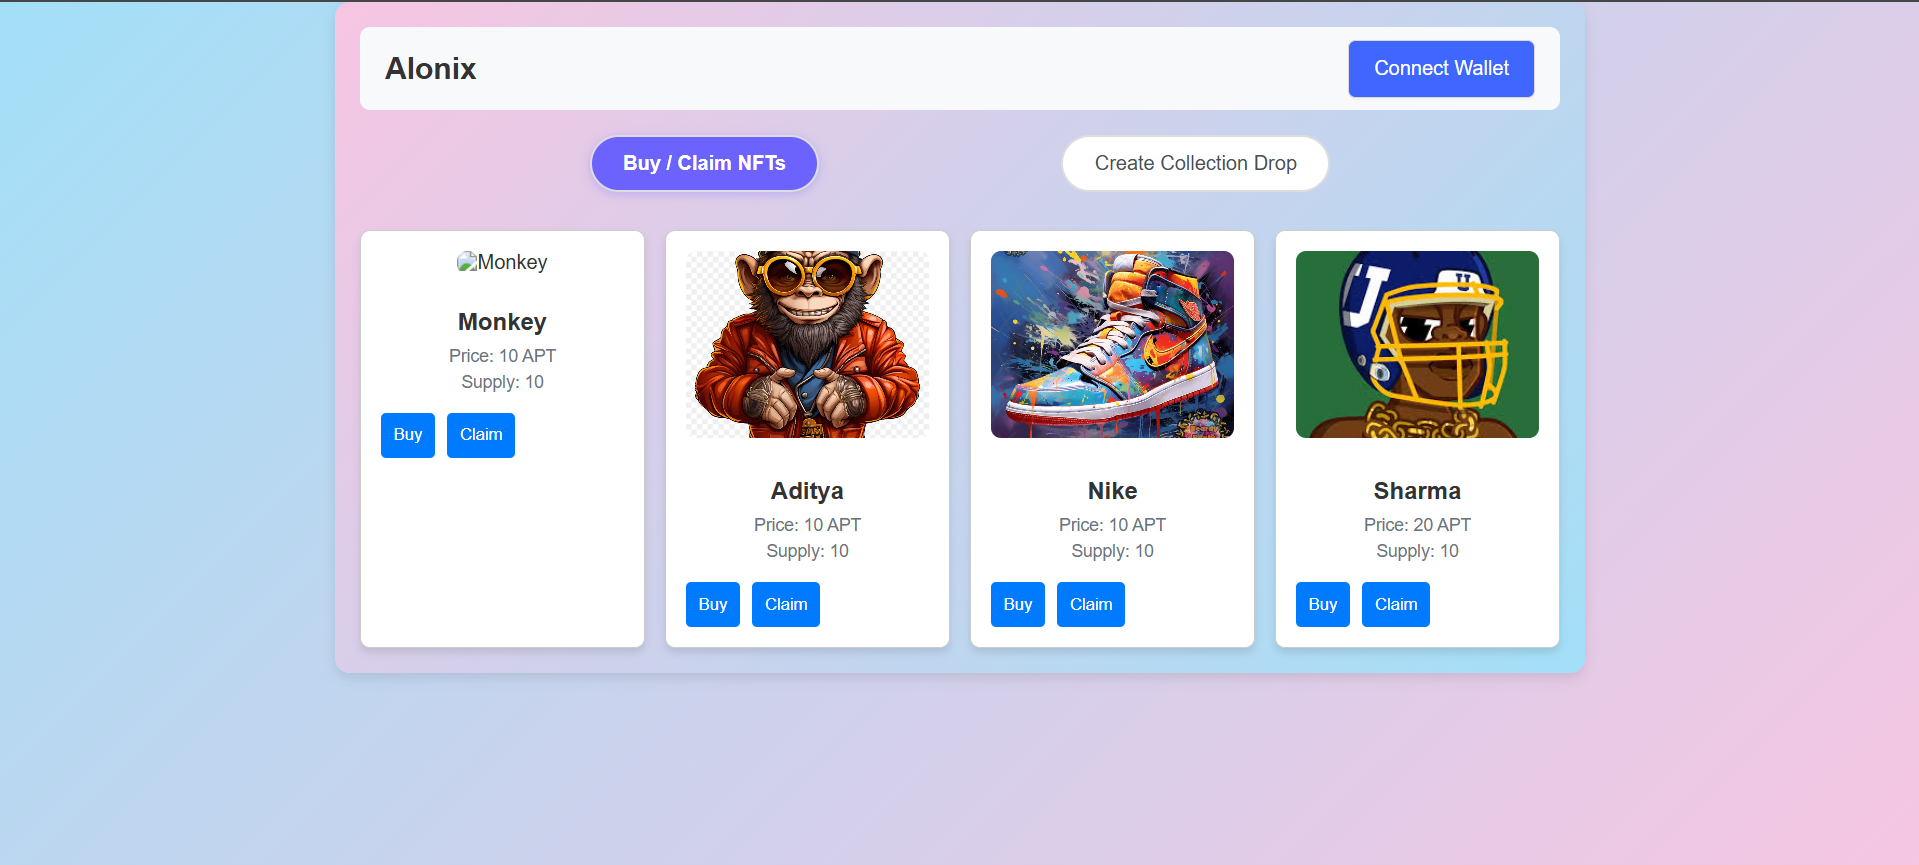 Alonix
Connect Wallet
Buy / Claim NFTs
Create Collection Drop
Monkey
Monkey
Price: 10 APT
Supply: 10
Buy
Claim
Aditya
Price: 10 APT
Supply: 10
Buy
Claim
Nike
Price: 10 APT
Supply: 10
Buy
Claim
U
U
Sharma
Price: 20 APT
Supply: 10
Buy
Claim